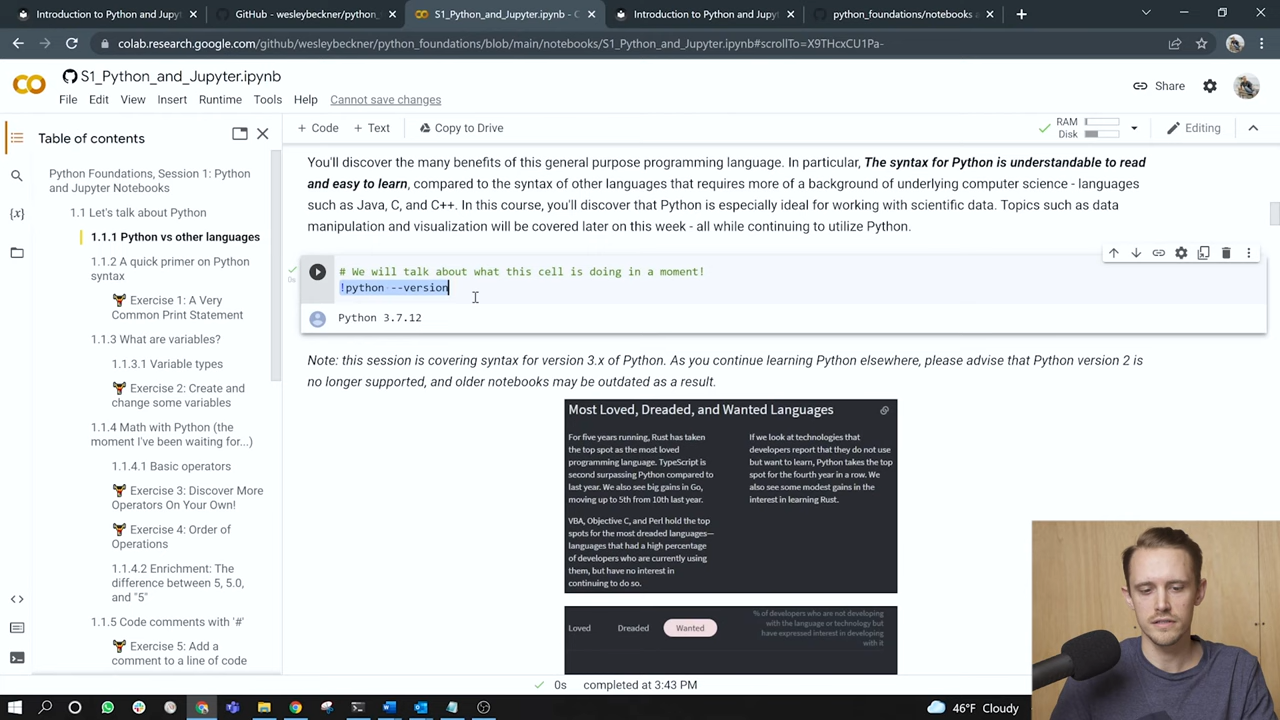 Introduction to Python and Jupy
GitHub - wesleybeckner/python_
S1_Python_and_Jupyter.ipynb - C
Introduction to Python and Jupyt
python_foundations/notebooks a
colab.research.google.com/github/wesleybeckner/python_foundations/blob/main/notebooks/S1_Python_and_Jupyter.ipynb#scrollTo=X9THcxCU1Pa-
S1_Python_and_Jupyter.ipynb
File Edit View Insert Runtime Tools Help Cannot save changes
Share
+ Code + Text Copy to Drive
RAM
Disk
Editing
Table of contents
Python Foundations, Session 1: Python
and Jupyter Notebooks
1.1 Let's talk about Python
1.1.1 Python vs other languages
1.1.2 A quick primer on Python
syntax
Exercise 1: A Very
Common Print Statement
1.1.3 What are variables?
1.1.3.1 Variable types
Exercise 2: Create and
change some variables
1.1.4 Math with Python (the
moment I've been waiting for...)
1.1.4.1 Basic operators
Exercise 3: Discover More
Operators On Your Own!
Exercise 4: Order of
Operations
1.1.4.2 Enrichment: The
difference between 5, 5.0,
and "5"
1.1.5 Code comments with '#'
Exercise 5: Add a
comment to a line of code
You'll discover the many benefits of this general purpose programming language. In particular, The syntax for Python is understandable to read
and easy to learn, compared to the syntax of other languages that requires more of a background of underlying computer science - languages
such as Java, C, and C++. In this course, you'll discover that Python is especially ideal for working with scientific data. Topics such as data
manipulation and visualization will be covered later on this week - all while continuing to utilize Python.
0s
# We will talk about what this cell is doing in a moment!
!python --version
Python 3.7.12
Note: this session is covering syntax for version 3.x of Python. As you continue learning Python elsewhere, please advise that Python version 2 is
no longer supported, and older notebooks may be outdated as a result.
Most Loved, Dreaded, and Wanted Languages
For five years running, Rust has taken
the top spot as the most loved
programming language. TypeScript is
second surpassing Python compared to
last year. We also see big gains in Go,
moving up to 5th from 10th last year.
VBA, Objective C, and Perl hold the top
spots for the most dreaded languages—
languages that had a high percentage
of developers who are currently using
them, but have no interest in
continuing to do so.
If we look at technologies that
developers report that they do not use
but want to learn, Python takes the top
spot for the fourth year in a row. We
also see some modest gains in the
interest in learning Rust.
Loved Dreaded Wanted
% of developers who are not developing
with the language or technology but
have expressed interest in developing
with it
0s completed at 3:43 PM
46°F Cloudy